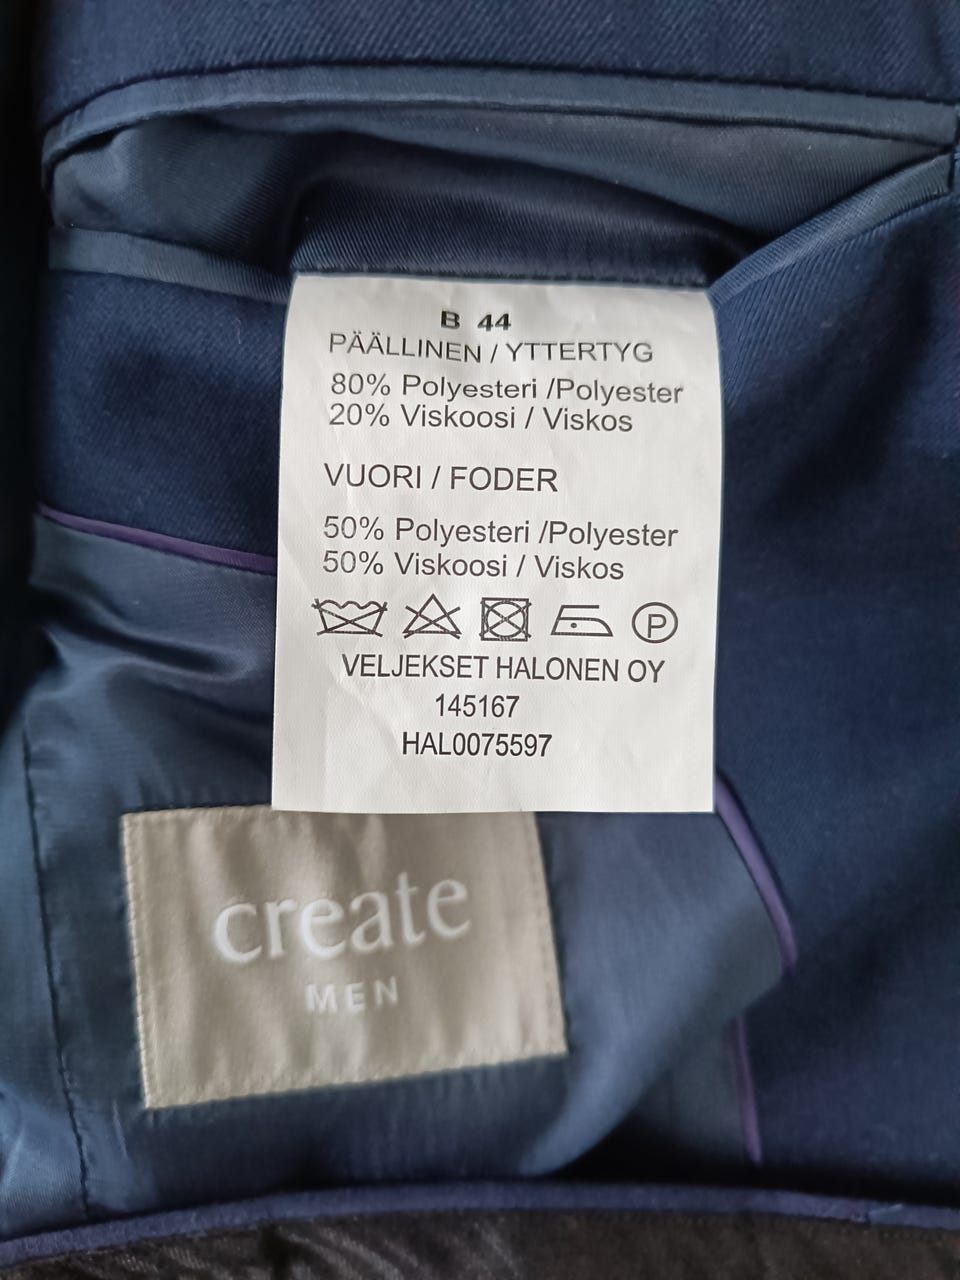 B 44
PÄÄLLINEN / YTTERTYG
80% Polyesteri /Polyester
20% Viskoosi / Viskos
VUORI / FODER
50% Polyesteri /Polyester
50% Viskoosi / Viskos
P
VELJEKSET HALONEN OY
145167
HAL0075597
create
MEN